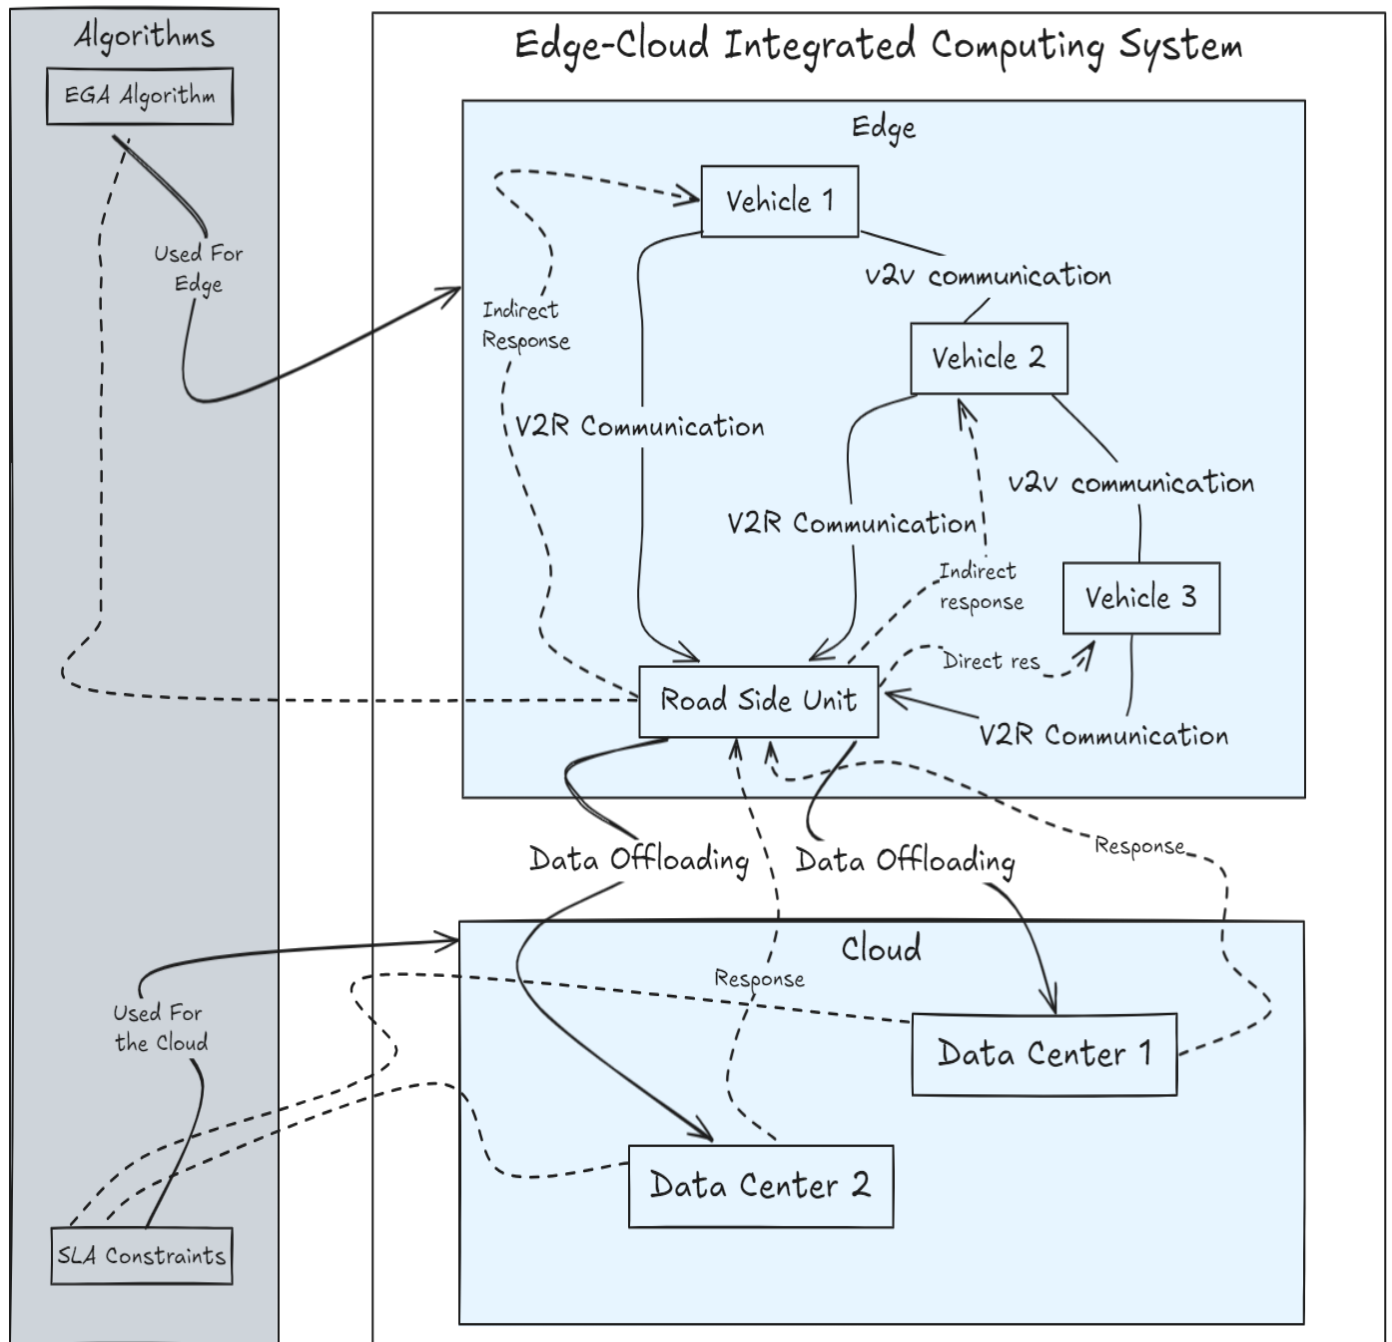 Algorithms
EGA Algorithm
Used For
Edge
Used For
the Cloud
SLA Constraints
Edge-Cloud Integrated Computing System
Edge
Vehicle 1
v2v communication
Indirect
Response
Vehicle 2
V2R Communication
v2v communication
V2R Communication
Indirect
response
Vehicle 3
Direct res
Road Side Unit
V2R Communication
Response
Data Offloading
Data Offloading
Cloud
Response
Data Center 1
Data Center 2